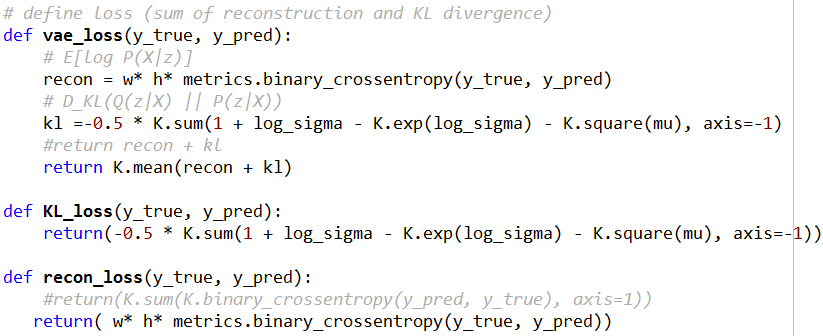 # define loss (sum of reconstruction and KL divergence)
def vae_loss(y_true, y_pred):
    # E[log P(X|z)]
    recon = w* h* metrics.binary_crossentropy(y_true, y_pred)
    # D_KL(Q(z|X) || P(z|X))
    kl =-0.5 * K.sum(1 + log_sigma - K.exp(log_sigma) - K.square(mu), axis=-1)
    #return recon + kl
    return K.mean(recon + kl)

def KL_loss(y_true, y_pred):
    return(-0.5 * K.sum(1 + log_sigma - K.exp(log_sigma) - K.square(mu), axis=-1))

def recon_loss(y_true, y_pred):
    #return(K.sum(K.binary_crossentropy(y_pred, y_true), axis=1))
   return( w* h* metrics.binary_crossentropy(y_true, y_pred))